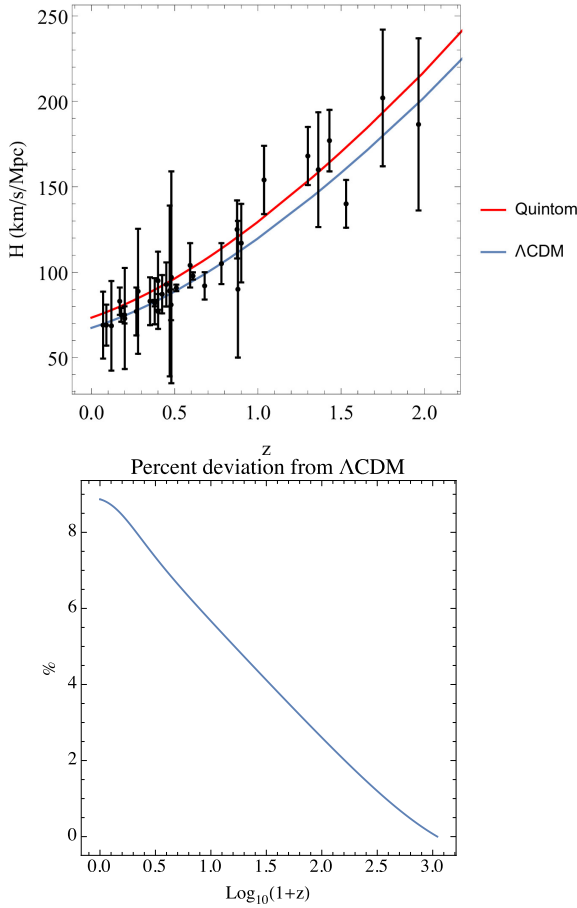 250
200
150
100
50
H (km/s/Mpc)
0.0 0.5 1.0 1.5 2.0
z
Quintom
ΛCDM
Percent deviation from ΛCDM
8
6
4
2
0
%
0.0 0.5 1.0 1.5 2.0 2.5 3.0
Log₁₀(1+z)